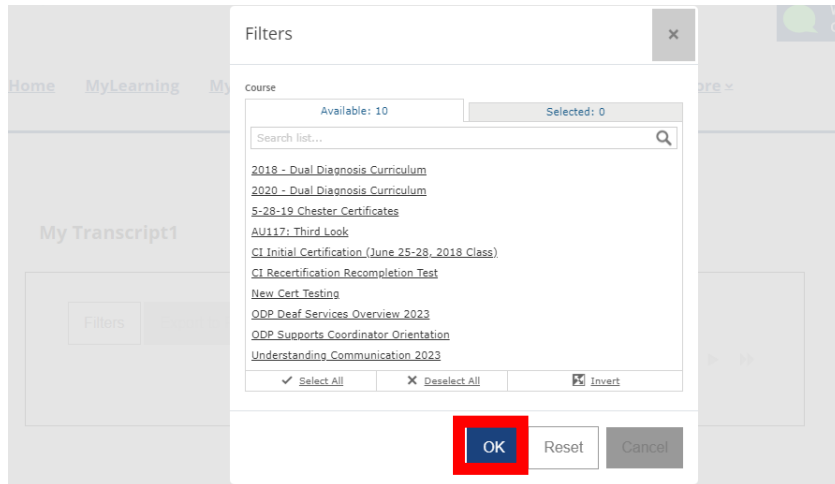 Filters ×
Home MyLearning My ore
Course
Available: 10 Selected: 0
Search list...
2018 - Dual Diagnosis Curriculum
2020 - Dual Diagnosis Curriculum
5-28-19 Chester Certificates
AU117: Third Look
My Transcript1
CI Initial Certification (June 25-28, 2018 Class)
CI Recertification Recompletion Test
New Cert Testing
ODP Deaf Services Overview 2023
Filters
ODP Supports Coordinator Orientation
Understanding Communication 2023
Select All Deselect All Invert
OK Reset Cancel